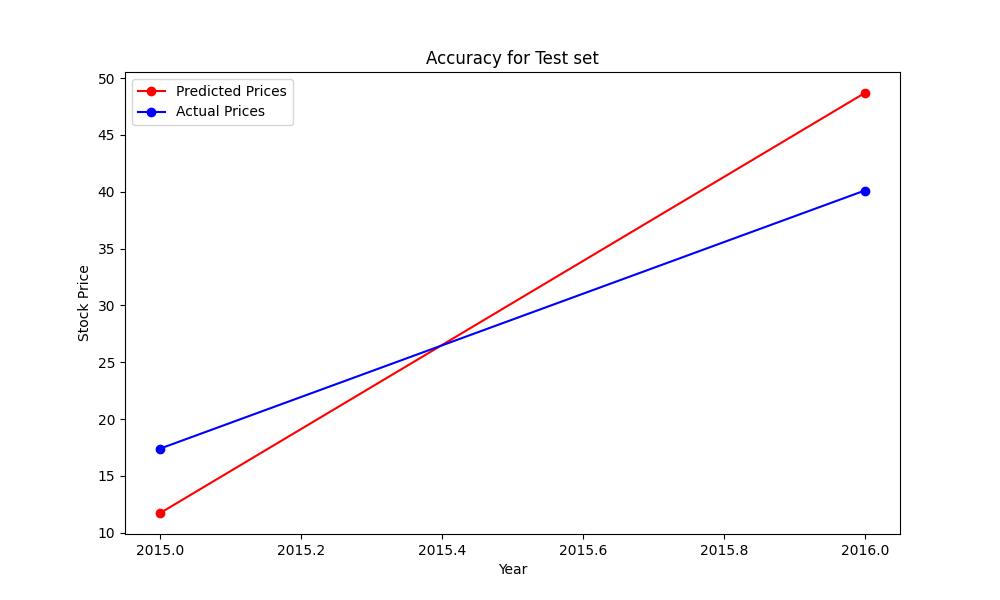 Accuracy for Test set
Predicted Prices
Actual Prices
50
45
40
35
30
25
20
15
10
Stock Price
2015.0 2015.2 2015.4 2015.6 2015.8 2016.0
Year